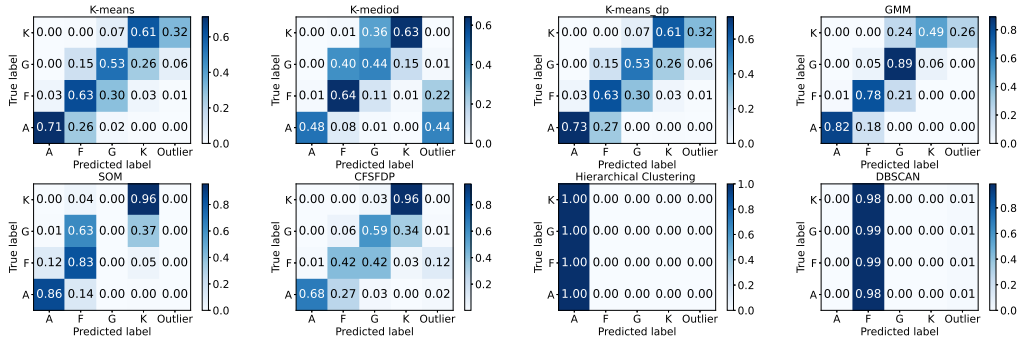 K-means
K 0.00 0.00 0.07 0.61 0.32
G 0.00 0.15 0.53 0.26 0.06
F 0.03 0.63 0.30 0.03 0.01
A 0.71 0.26 0.02 0.00 0.00
A F G K Outlier
Predicted label
True label
0.6
0.4
0.2
0.0
K-mediod
K 0.00 0.01 0.36 0.63 0.00
G 0.00 0.40 0.44 0.15 0.01
F 0.01 0.64 0.11 0.01 0.22
A 0.48 0.08 0.01 0.00 0.44
A F G K Outlier
Predicted label
True label
0.6
0.4
0.2
0.0
K-means_dp
K 0.00 0.00 0.07 0.61 0.32
G 0.00 0.15 0.53 0.26 0.06
F 0.03 0.63 0.30 0.03 0.01
A 0.73 0.27 0.00 0.00 0.00
A F G K Outlier
Predicted label
True label
0.6
0.4
0.2
0.0
GMM
K 0.00 0.00 0.24 0.49 0.26
G 0.00 0.05 0.89 0.06 0.00
F 0.01 0.78 0.21 0.00 0.00
A 0.82 0.18 0.00 0.00 0.00
A F G K Outlier
Predicted label
True label
0.8
0.6
0.4
0.2
0.0
SOM
K 0.00 0.04 0.00 0.96 0.00
G 0.01 0.63 0.00 0.37 0.00
F 0.12 0.83 0.00 0.05 0.00
A 0.86 0.14 0.00 0.00 0.00
A F G K Outlier
Predicted label
True label
0.8
0.6
0.4
0.2
0.0
CFSFDP
K 0.00 0.00 0.03 0.96 0.00
G 0.00 0.06 0.59 0.34 0.01
F 0.01 0.42 0.42 0.03 0.12
A 0.68 0.27 0.03 0.00 0.02
A F G K Outlier
Predicted label
True label
0.8
0.6
0.4
0.2
Hierarchical Clustering
K 1.00 0.00 0.00 0.00 0.00
G 1.00 0.00 0.00 0.00 0.00
F 1.00 0.00 0.00 0.00 0.00
A 1.00 0.00 0.00 0.00 0.00
A F G K Outlier
Predicted label
True label
1.0
0.8
0.6
0.4
0.2
0.0
DBSCAN
K 0.00 0.98 0.00 0.00 0.01
G 0.00 0.99 0.00 0.00 0.01
F 0.00 0.99 0.00 0.00 0.01
A 0.00 0.98 0.00 0.00 0.01
A F G K Outlier
Predicted label
True label
0.8
0.6
0.4
0.2
0.0